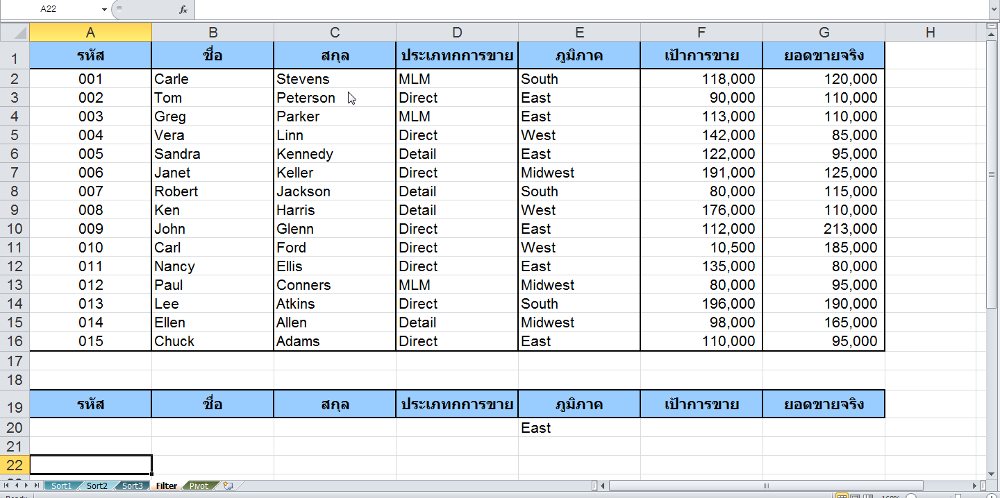 A22 fx
A B C D E F G H
1 รหัส ชื่อ สกุล ประเภทกการขาย ภูมิภาค เป้าการขาย ยอดขายจริง
2 001 Carle Stevens MLM South 118,000 120,000
3 002 Tom Peterson Direct East 90,000 110,000
4 003 Greg Parker MLM East 113,000 110,000
5 004 Vera Linn Direct West 142,000 85,000
6 005 Sandra Kennedy Detail East 122,000 95,000
7 006 Janet Keller Direct Midwest 191,000 125,000
8 007 Robert Jackson Detail South 80,000 115,000
9 008 Ken Harris Detail West 176,000 110,000
10 009 John Glenn Direct East 112,000 213,000
11 010 Carl Ford Direct West 10,500 185,000
12 011 Nancy Ellis Direct East 135,000 80,000
13 012 Paul Conners MLM Midwest 80,000 95,000
14 013 Lee Atkins Direct South 196,000 190,000
15 014 Ellen Allen Detail Midwest 98,000 165,000
16 015 Chuck Adams Direct East 110,000 95,000
17
18
19 รหัส ชื่อ สกุล ประเภทกการขาย ภูมิภาค เป้าการขาย ยอดขายจริง
20 East
21
22
Sort1 Sort2 Sort3 Filter Pivot